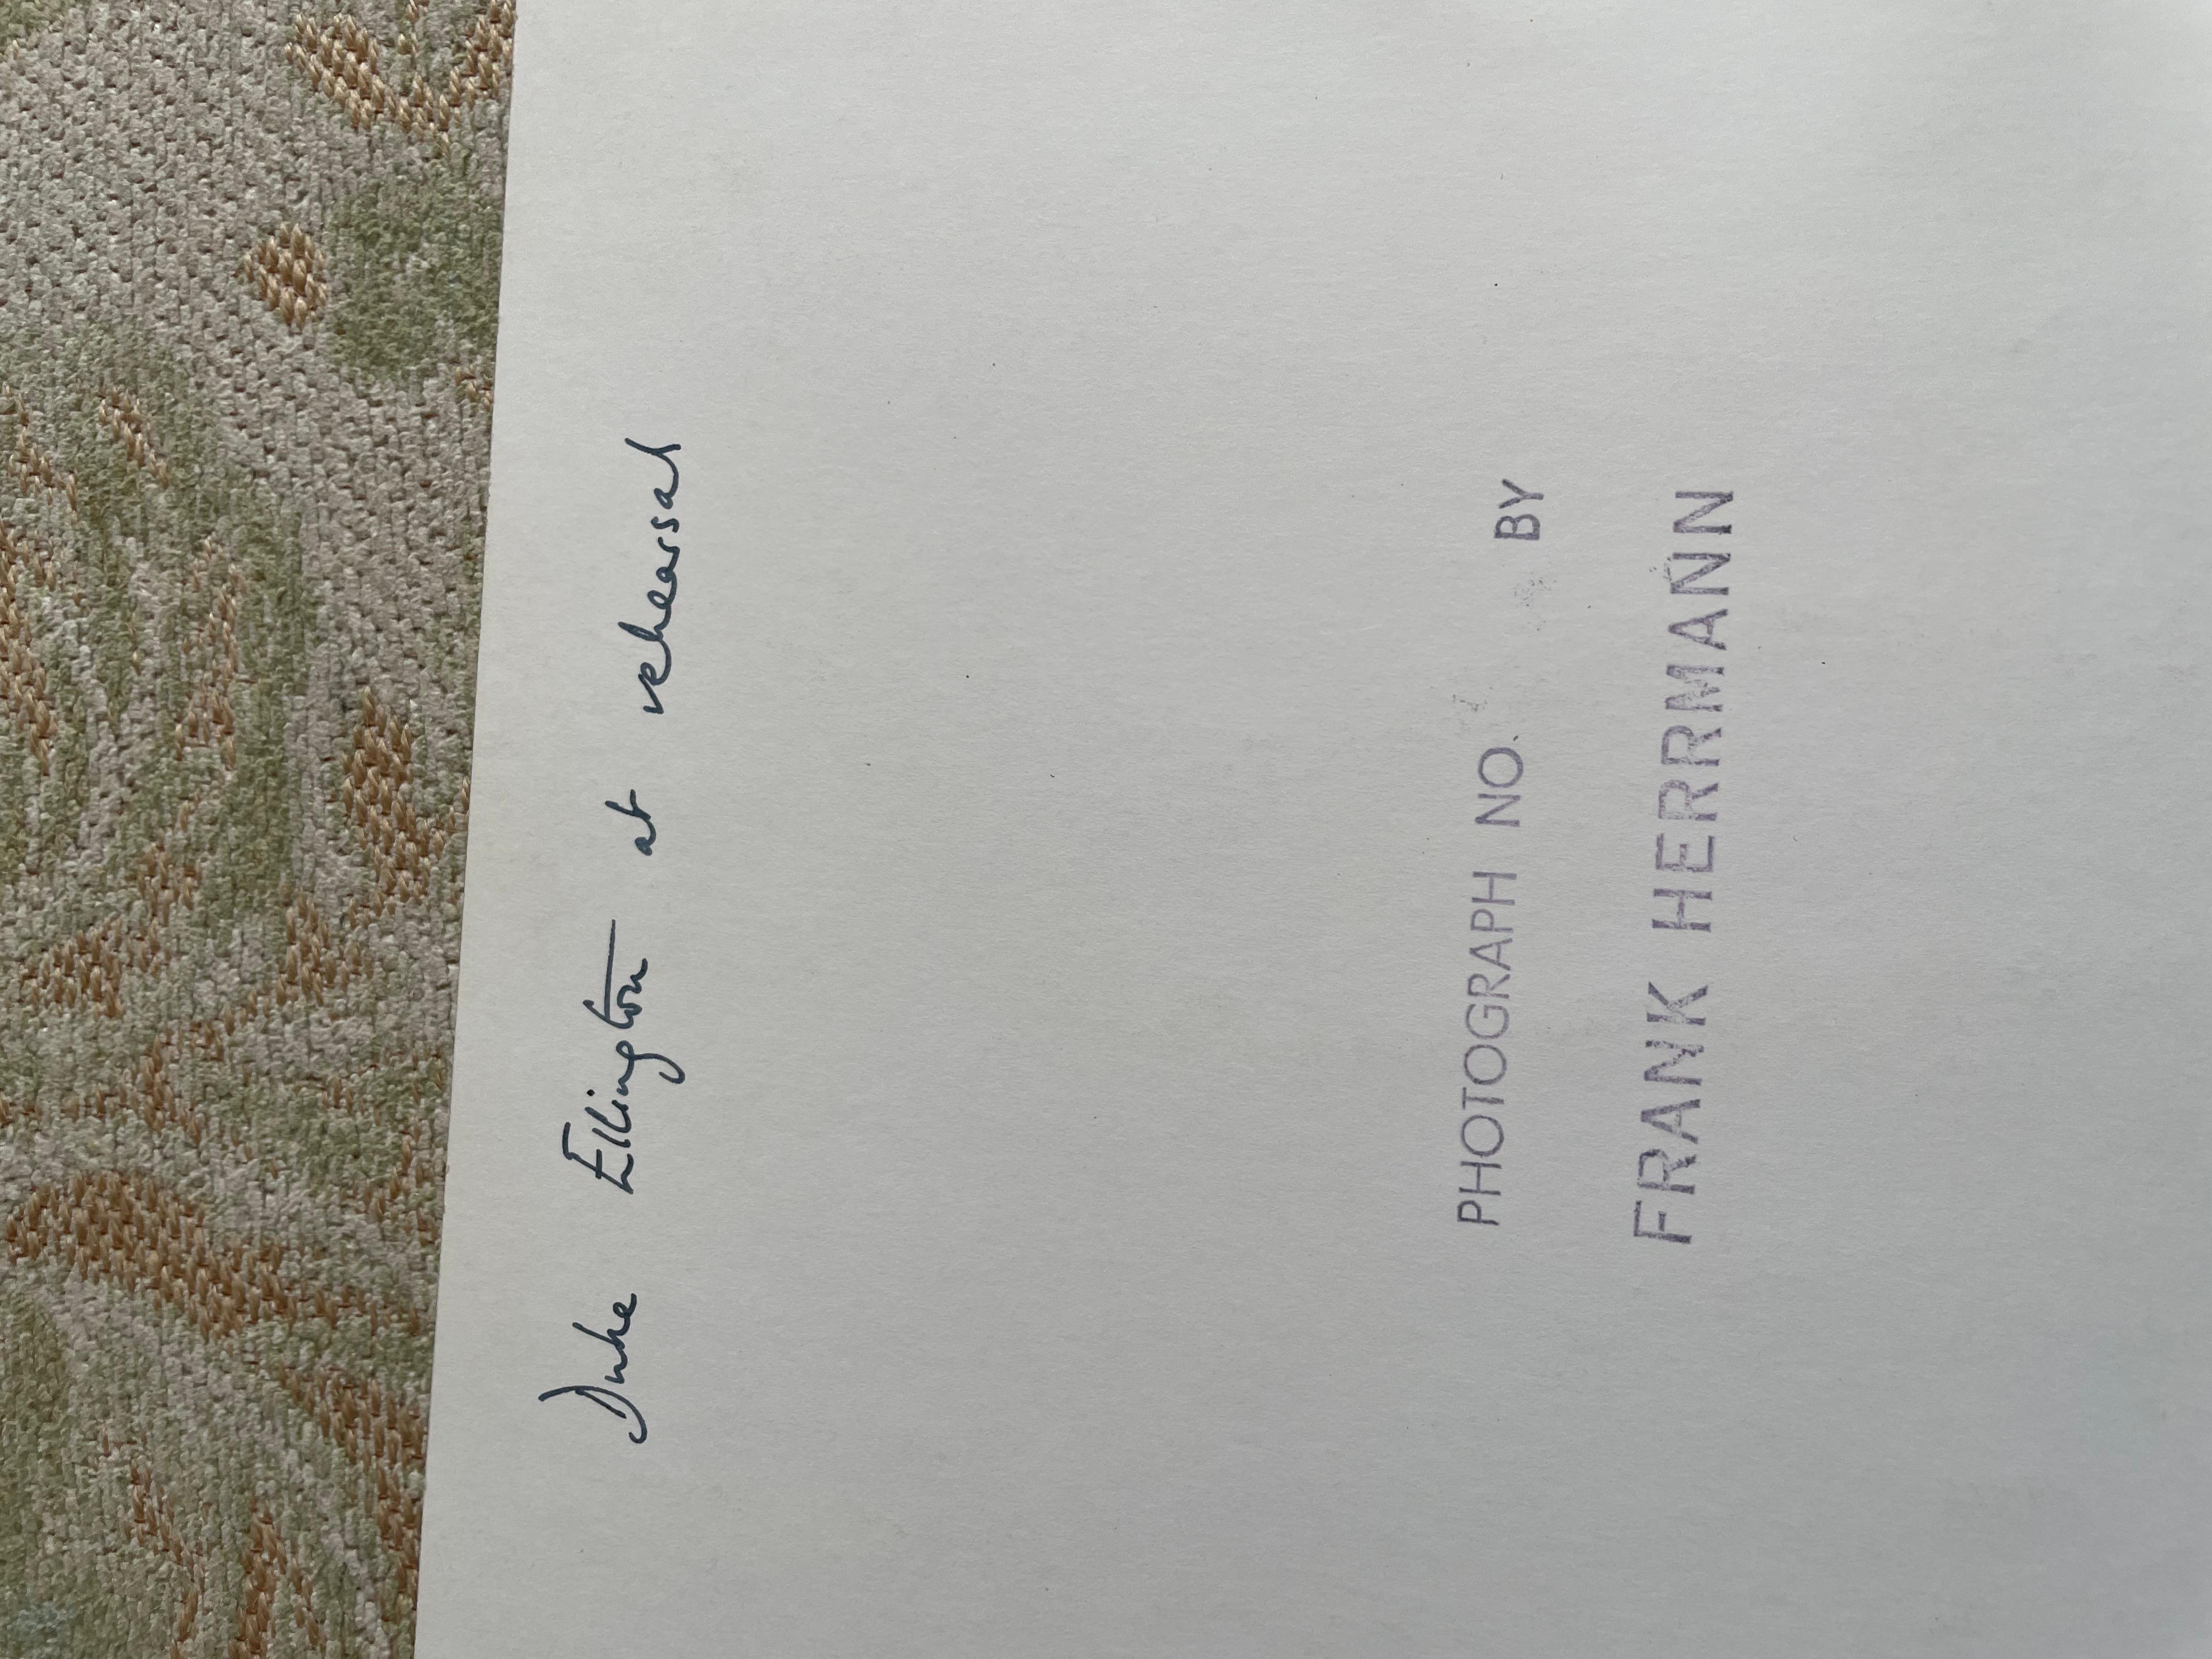 Duke Ellington at rehearsal
PHOTOGRAPH NO. BY
FRANK HERRMANN